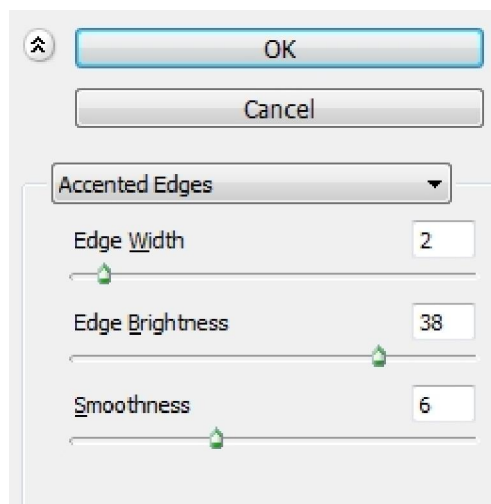 OK
Cancel
Accented Edges
Edge Width 2
Edge Brightness 38
Smoothness 6